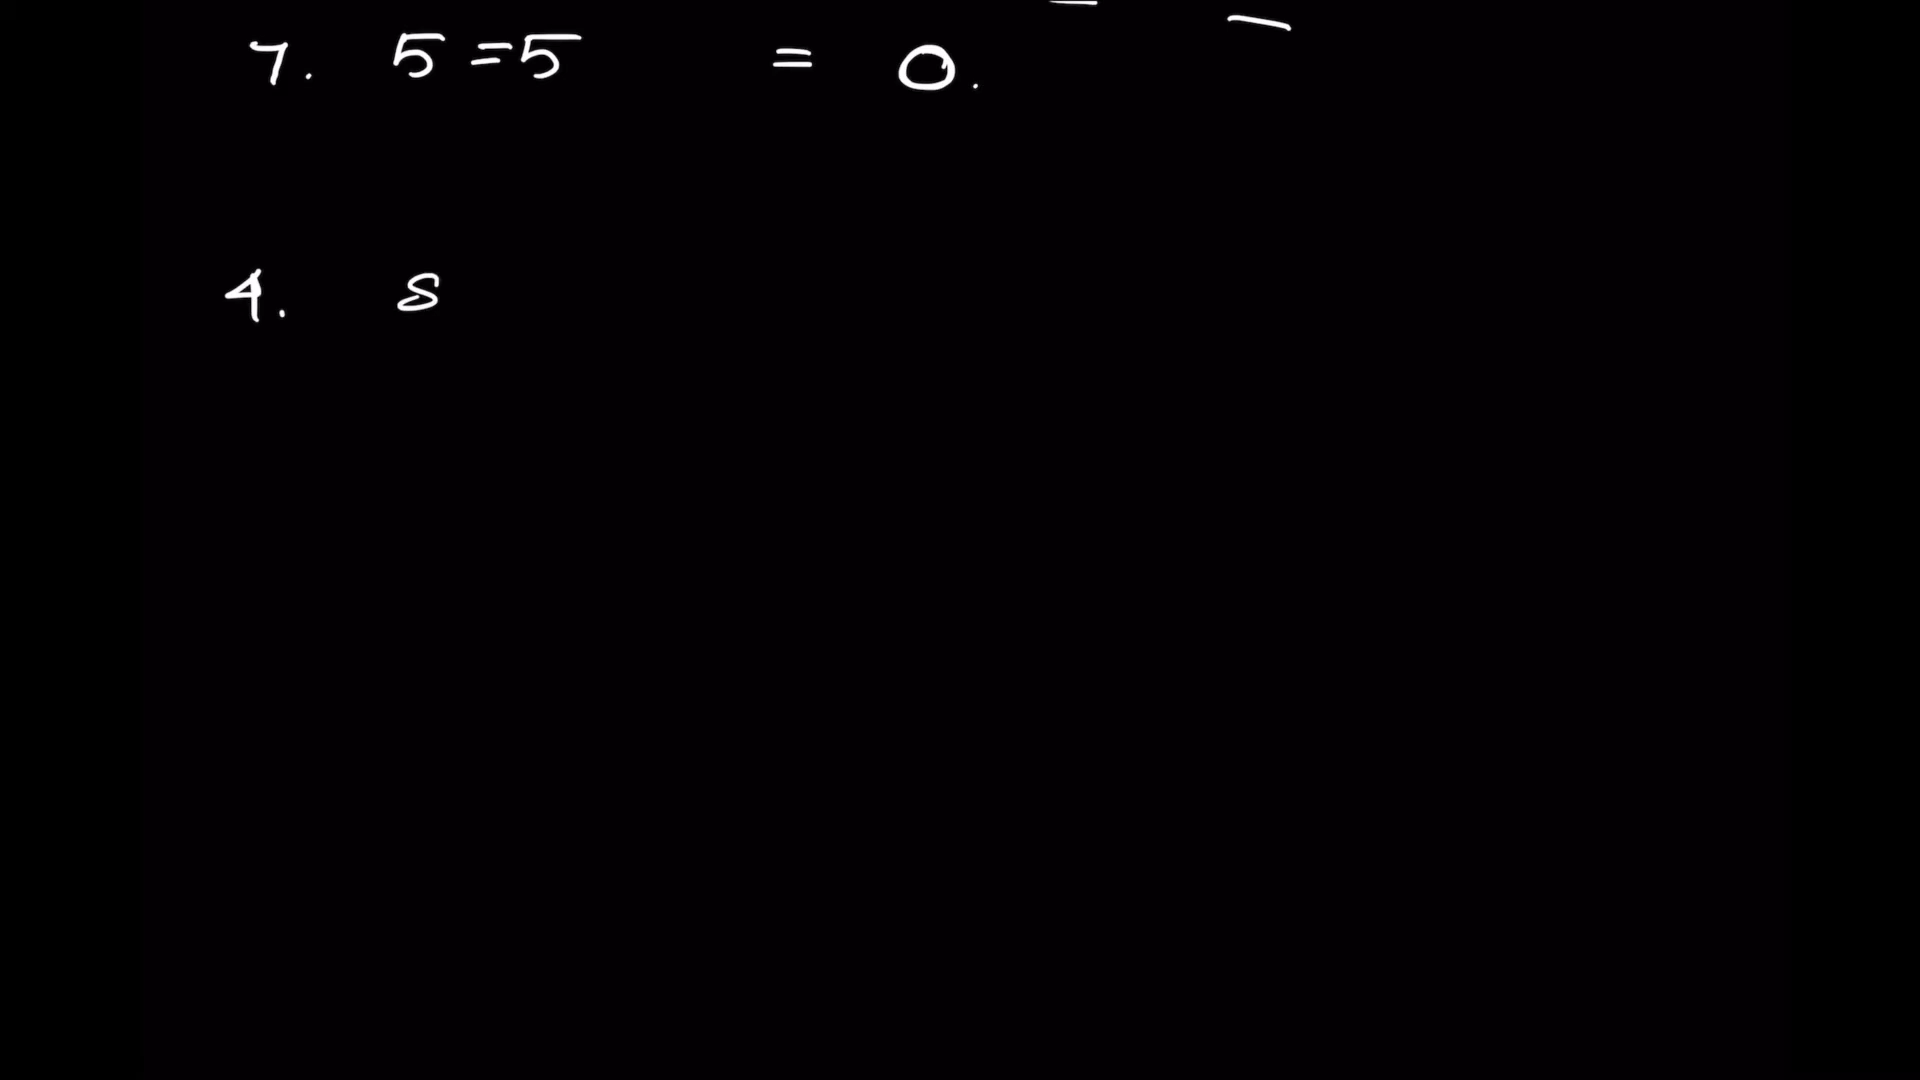 7. 5 = 5 = 0.
4. 8